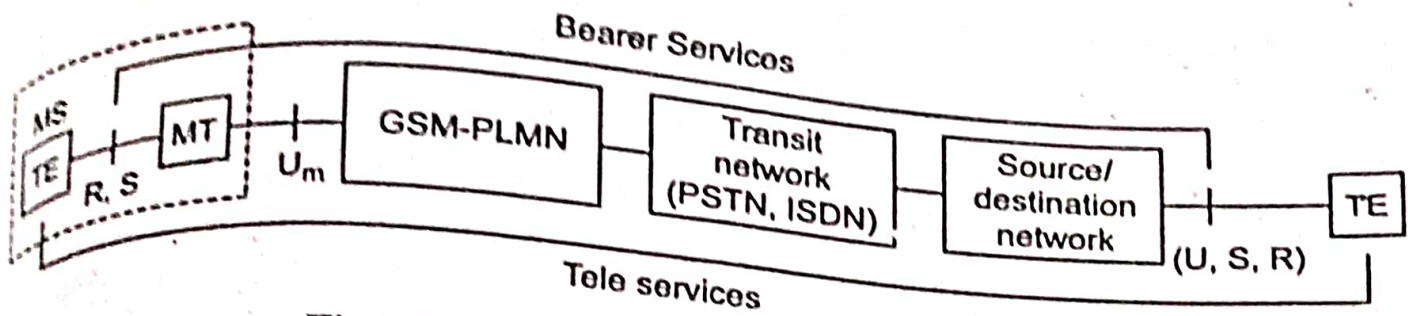 Bearer Services
MS
TE
R, S
MT
Um
GSM-PLMN
Transit
network
(PSTN, ISDN)
Source/
destination
network
(U, S, R)
TE
Tele services